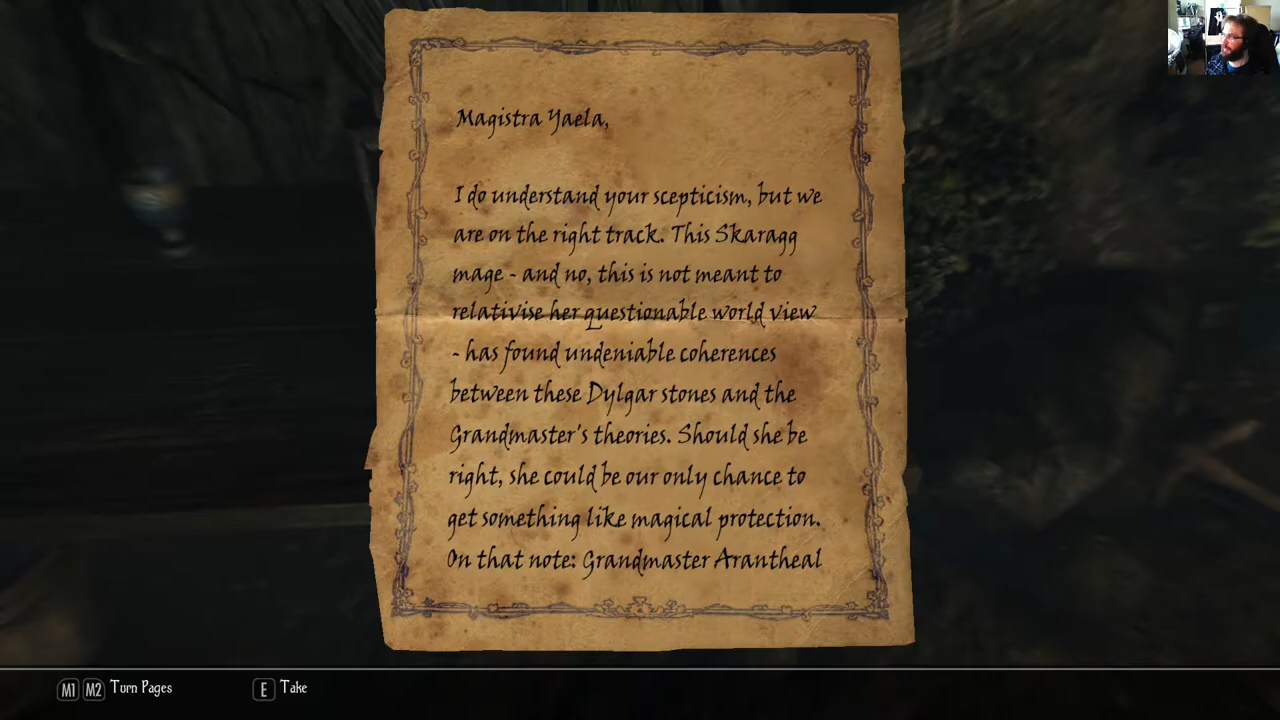 Magistra Yaela,
I do understand your scepticism, but we
are on the right track. This Skaragg
mage - and no, this is not meant to
relativise her questionable world view
- has found undeniable coherences
between these Dylgar stones and the
Grandmaster's theories. Should she be
right, she could be our only chance to
get something like magical protection.
On that note: Grandmaster Arantheal
M1 M2 Turn Pages
E Take